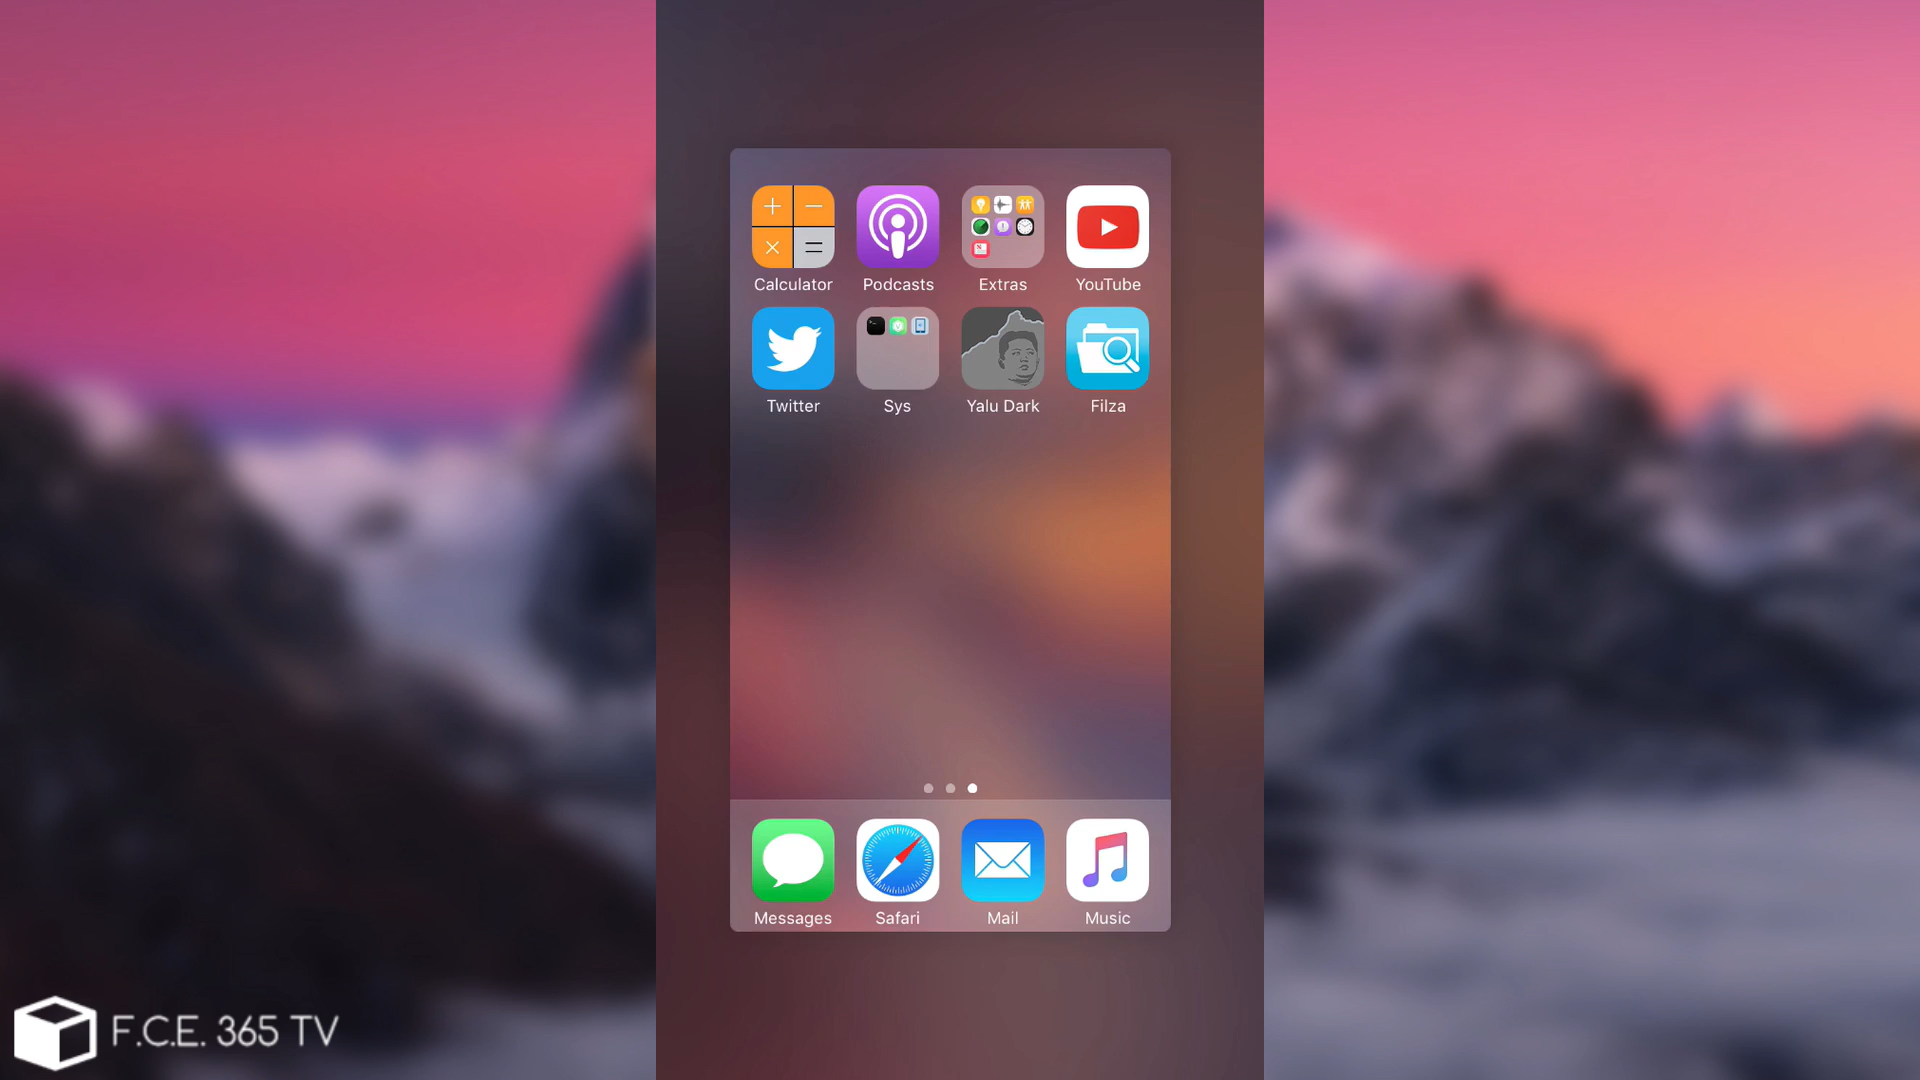 Calculator Podcasts Extras YouTube
Twitter Sys Yalu Dark Filza
Messages Safari Mail Music
F.C.E. 365 TV